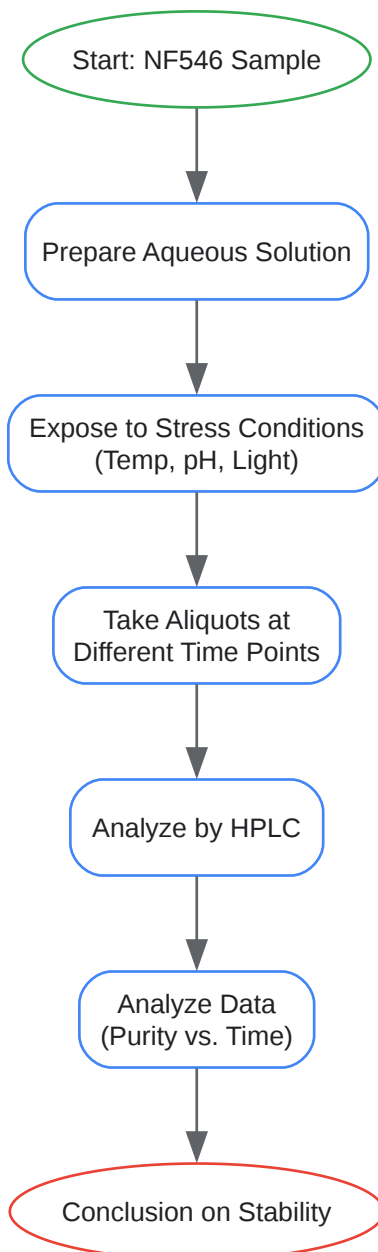 Start: NF546 Sample
Prepare Aqueous Solution
Expose to Stress Conditions
(Temp, pH, Light)
Take Aliquots at
Different Time Points
Analyze by HPLC
Analyze Data
(Purity vs. Time)
Conclusion on Stability